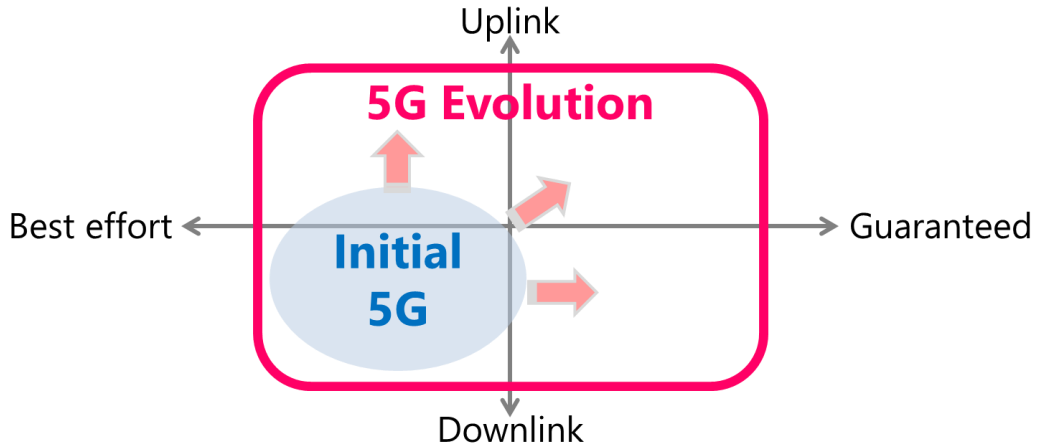 Uplink
5G Evolution
Best effort
Guaranteed
Initial
5G
Downlink